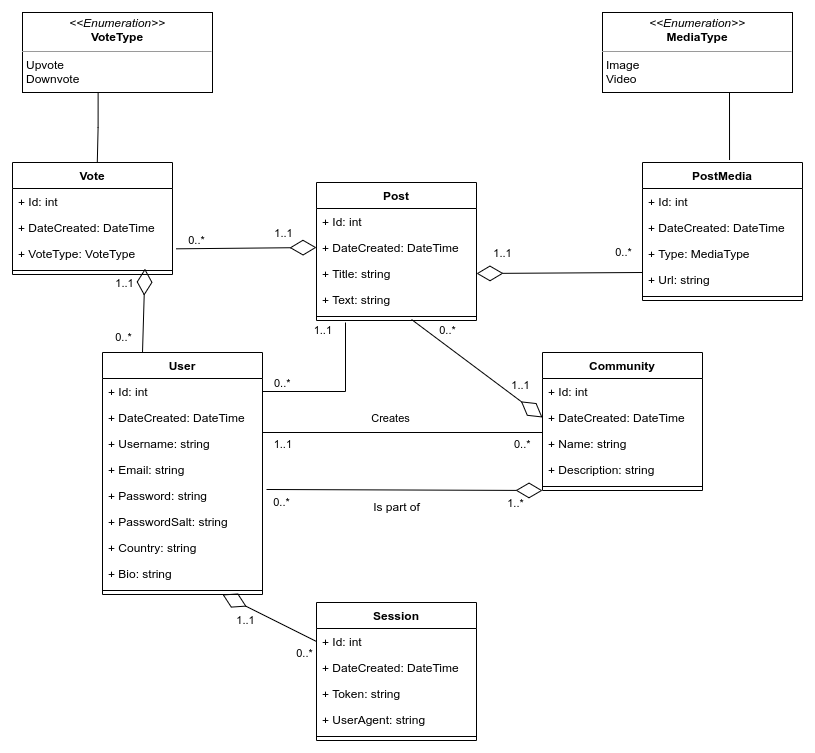 <<Enumeration>>
VoteType
Upvote
Downvote
<<Enumeration>>
MediaType
Image
Video
Vote
+ Id: int
+ DateCreated: DateTime
+ VoteType: VoteType
Post
+ Id: int
+ DateCreated: DateTime
+ Title: string
+ Text: string
PostMedia
+ Id: int
+ DateCreated: DateTime
+ Type: MediaType
+ Url: string
0..*
1..1
1..1
0..*
1..1
0..*
1..1
0..*
0..*
1..1
User
+ Id: int
+ DateCreated: DateTime
+ Username: string
+ Email: string
+ Password: string
+ PasswordSalt: string
+ Country: string
+ Bio: string
Community
+ Id: int
+ DateCreated: DateTime
+ Name: string
+ Description: string
Creates
1..1
0..*
0..*
1..*
Is part of
1..1
0..*
Session
+ Id: int
+ DateCreated: DateTime
+ Token: string
+ UserAgent: string